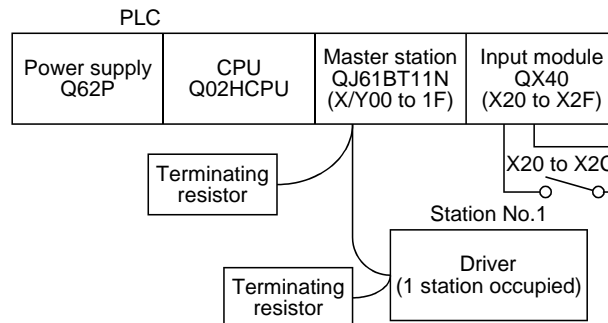 PLC
Power supply
Q62P
CPU
Q02HCPU
Master station
QJ61BT11N
(X/Y00 to 1F)
Input module
QX40
(X20 to X2F)
Terminating
resistor
X20 to X2C
Station No.1
Driver
(1 station occupied)
Terminating
resistor